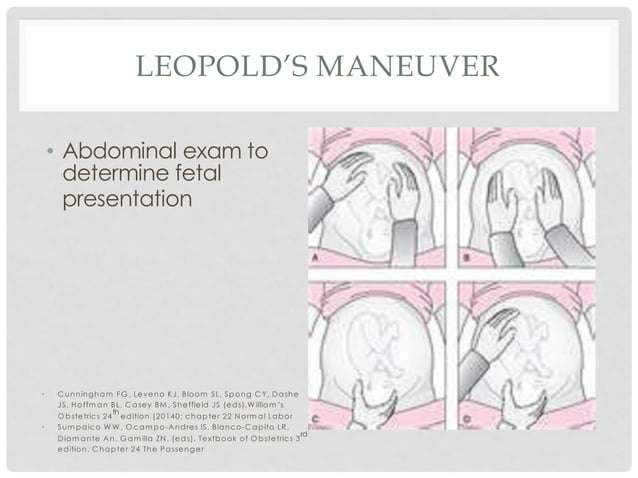 LEOPOLD'S MANEUVER
• Abdominal exam to
determine fetal
presentation
A
B
C
D
• Cunningham FG, Leveno KJ, Bloom SL, Spong CY, Dashe
JS, Hoffman BL, Casey BM, Sheffield JS (eds).William's
Obstetrics 24th edition (20140; chapter 22 Normal Labor
• Sumpaico WW, Ocampo-Andres IS, Blanco-Capito LR,
Diamante An, Gamilla ZN. (eds). Textbook of Obstetrics 3rd
edition. Chapter 24 The Passenger